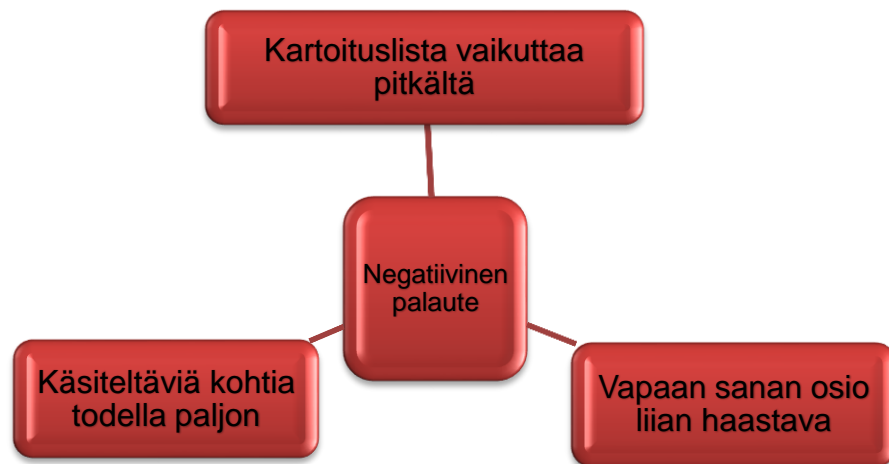 Kartoituslista vaikuttaa
pitkältä
Negatiivinen
palaute
Käsiteltäviä kohtia
todella paljon
Vapaan sanan osio
liian haastava